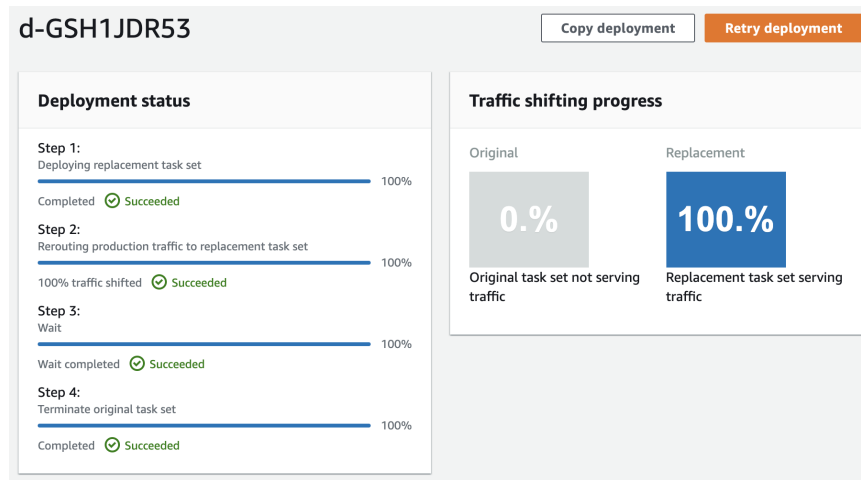 d-GSH1JDR53
Copy deployment
Retry deployment
Deployment status
Step 1:
Deploying replacement task set
100%
Completed Succeeded
Step 2:
Rerouting production traffic to replacement task set
100%
100% traffic shifted Succeeded
Step 3:
Wait
100%
Wait completed Succeeded
Step 4:
Terminate original task set
100%
Completed Succeeded
Traffic shifting progress
Original
0.%
Original task set not serving
traffic
Replacement
100.%
Replacement task set serving
traffic